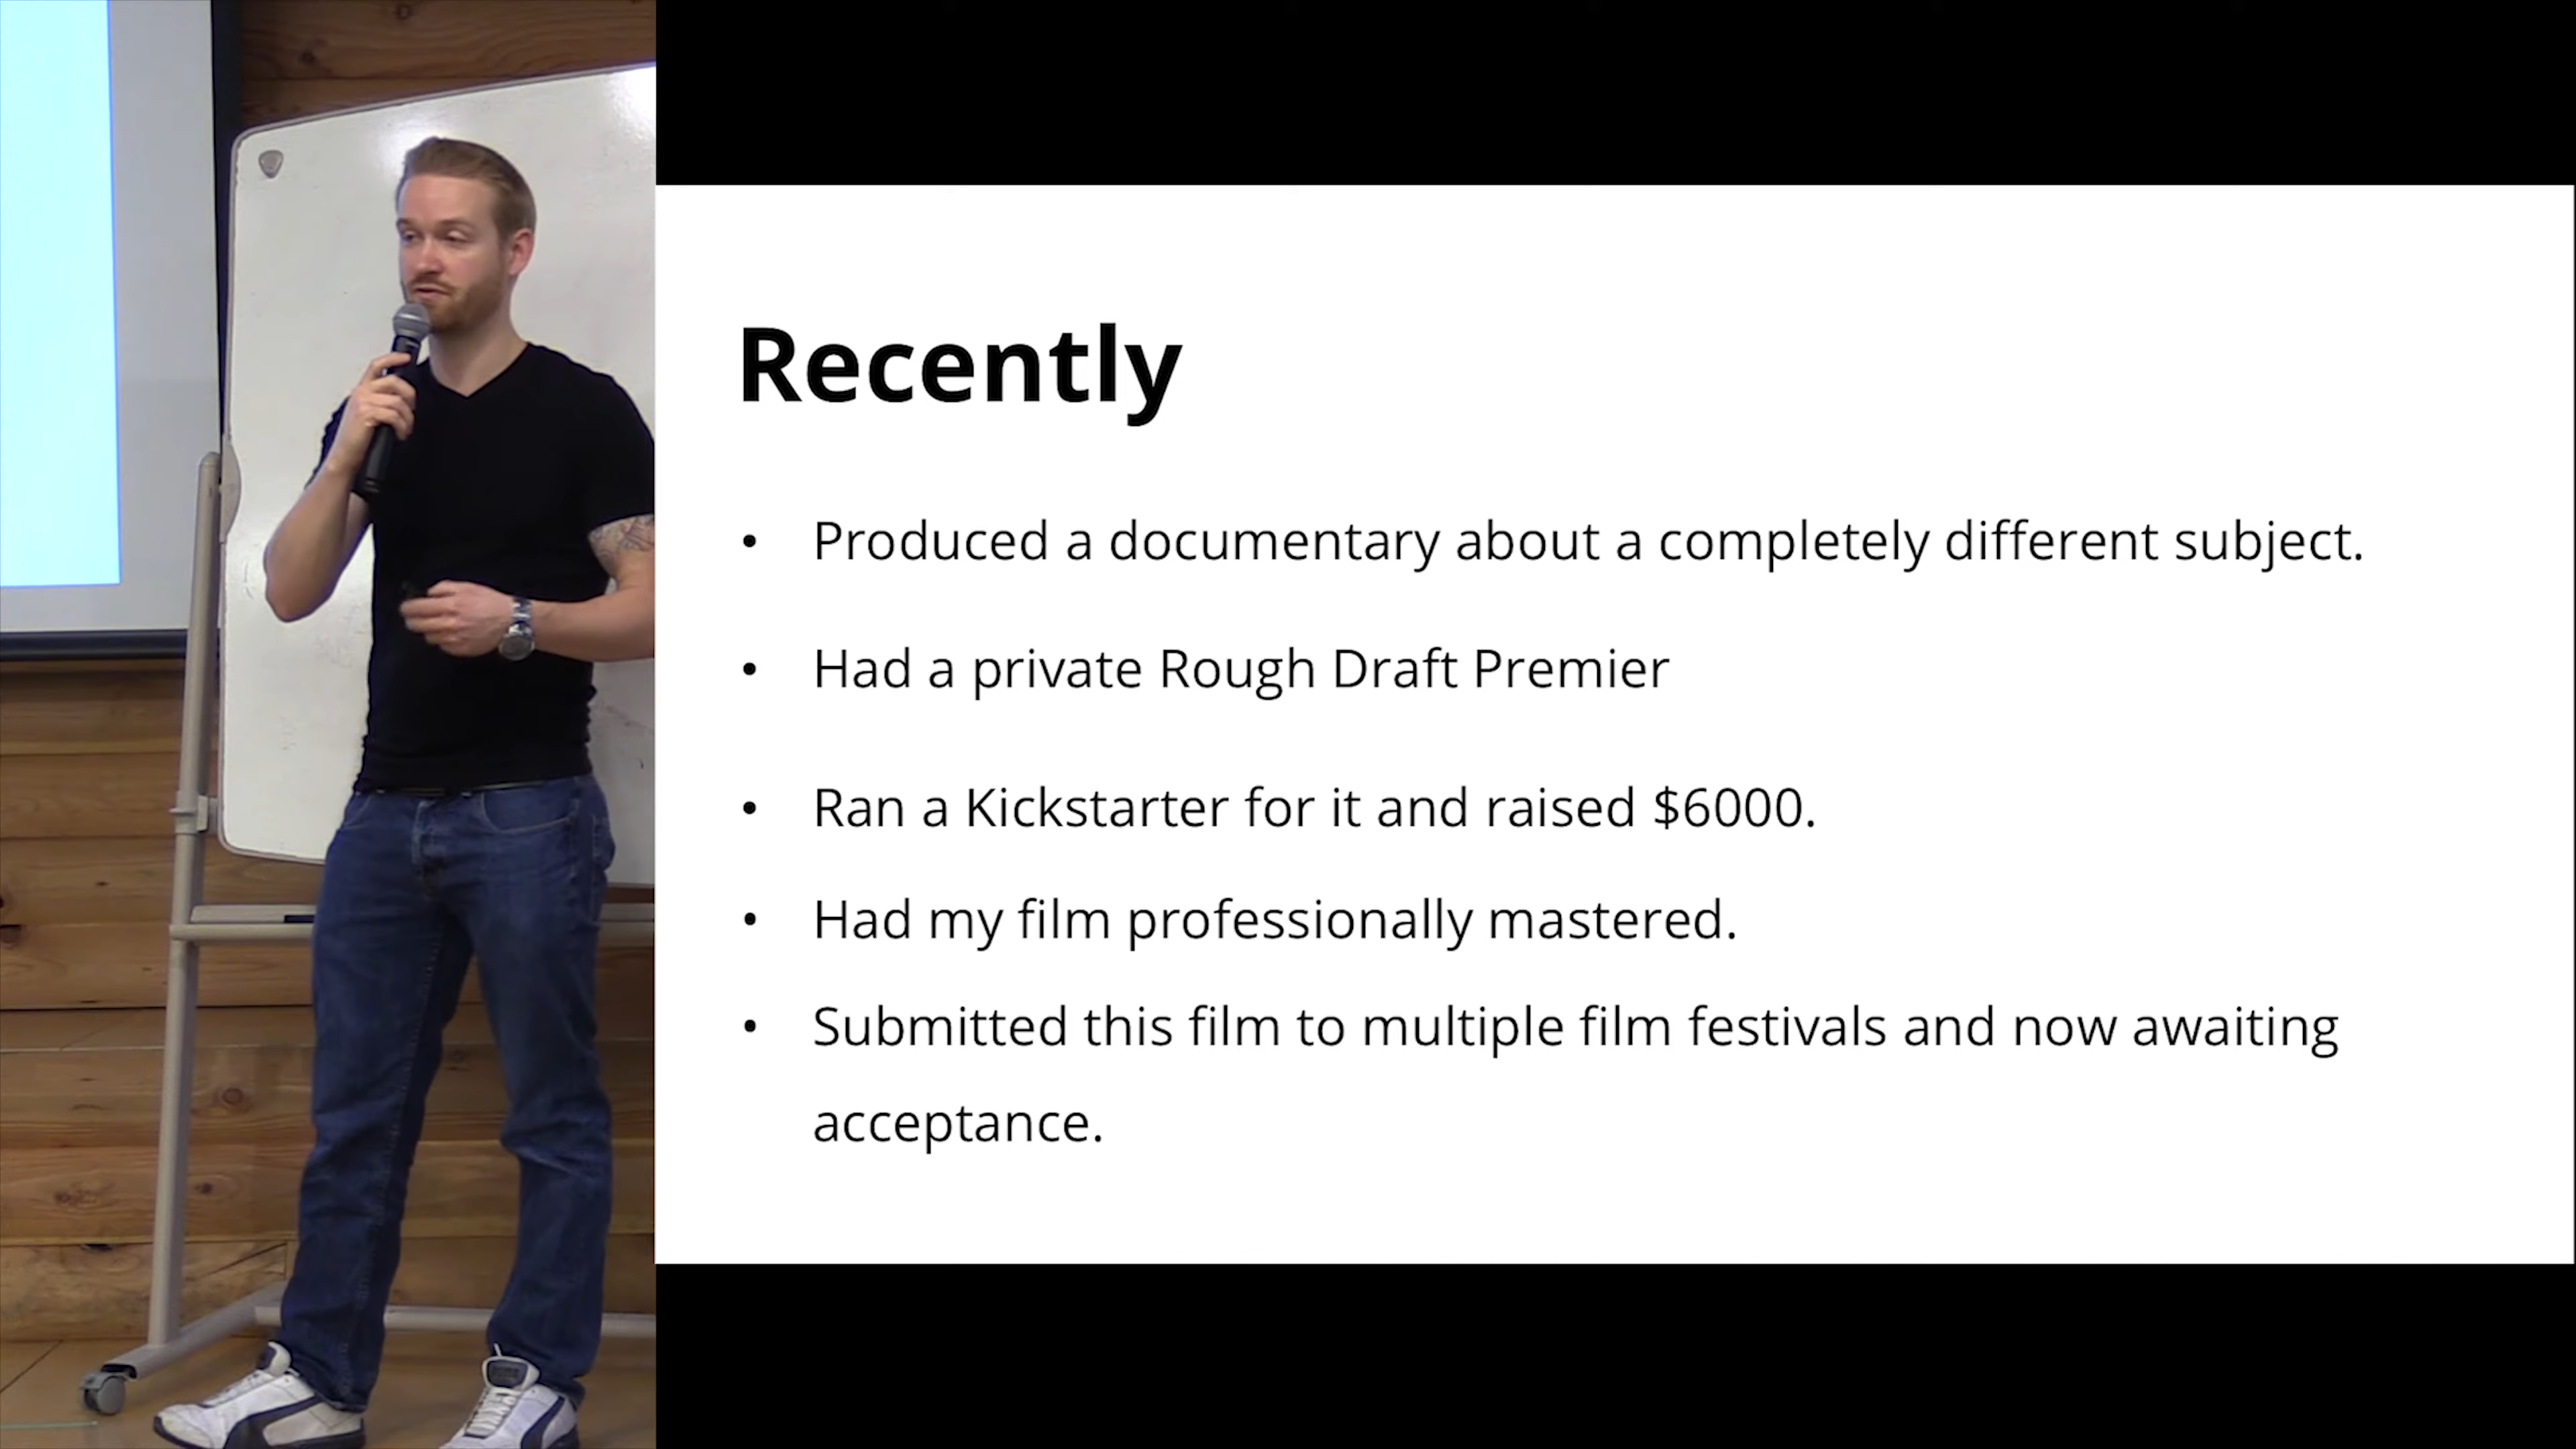 Recently
• Produced a documentary about a completely different subject.
• Had a private Rough Draft Premier
• Ran a Kickstarter for it and raised $6000.
• Had my film professionally mastered.
• Submitted this film to multiple film festivals and now awaiting
acceptance.